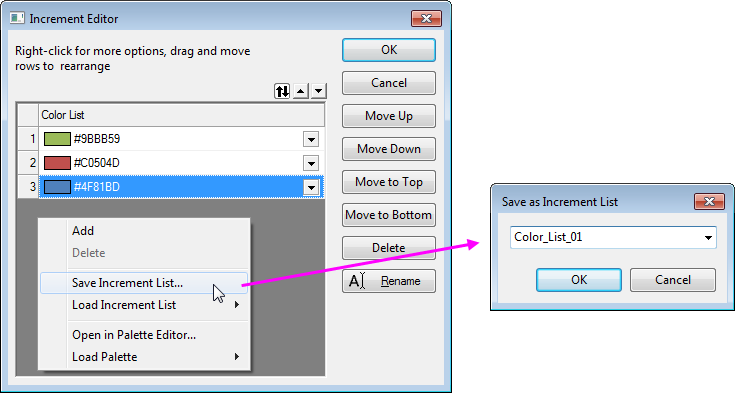 Increment Editor
Right-click for more options, drag and move
rows to rearrange
OK
Cancel
Move Up
Move Down
Move to Top
Move to Bottom
Delete
A Rename
Color List
1 #9BBB59
2 #C0504D
3 #4F81BD
Add
Delete
Save Increment List...
Load Increment List
Open in Palette Editor...
Load Palette
Save as Increment List
Color_List_01
OK Cancel